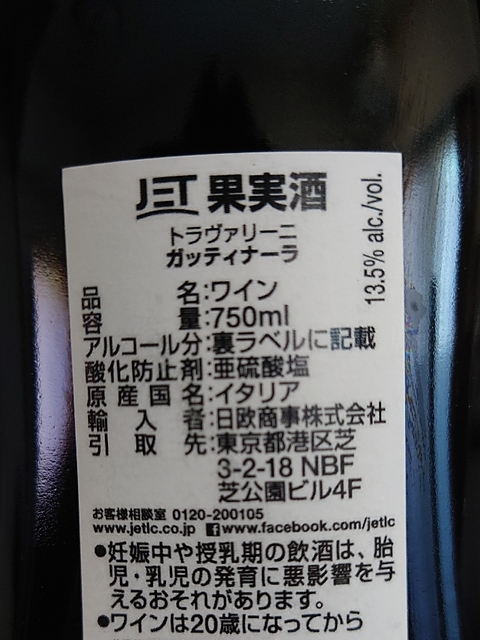 JET 果実酒
トラヴァリーニ
ガッティナーラ
13.5% alc./vol.
品名:ワイン
容量:750ml
アルコール分:裏ラベルに記載
酸化防止剤:亜硫酸塩
原産国名:イタリア
輸入者:日欧商事株式会社
引取先:東京都港区芝
3-2-18 NBF
芝公園ビル4F
お客様相談室 0120-200105
www.jetlc.co.jp www.facebook.com/jetlc
●妊娠中や授乳期の飲酒は、胎
児・乳児の発育に悪影響を与
えるおそれがあります。
●ワインは20歳になってから